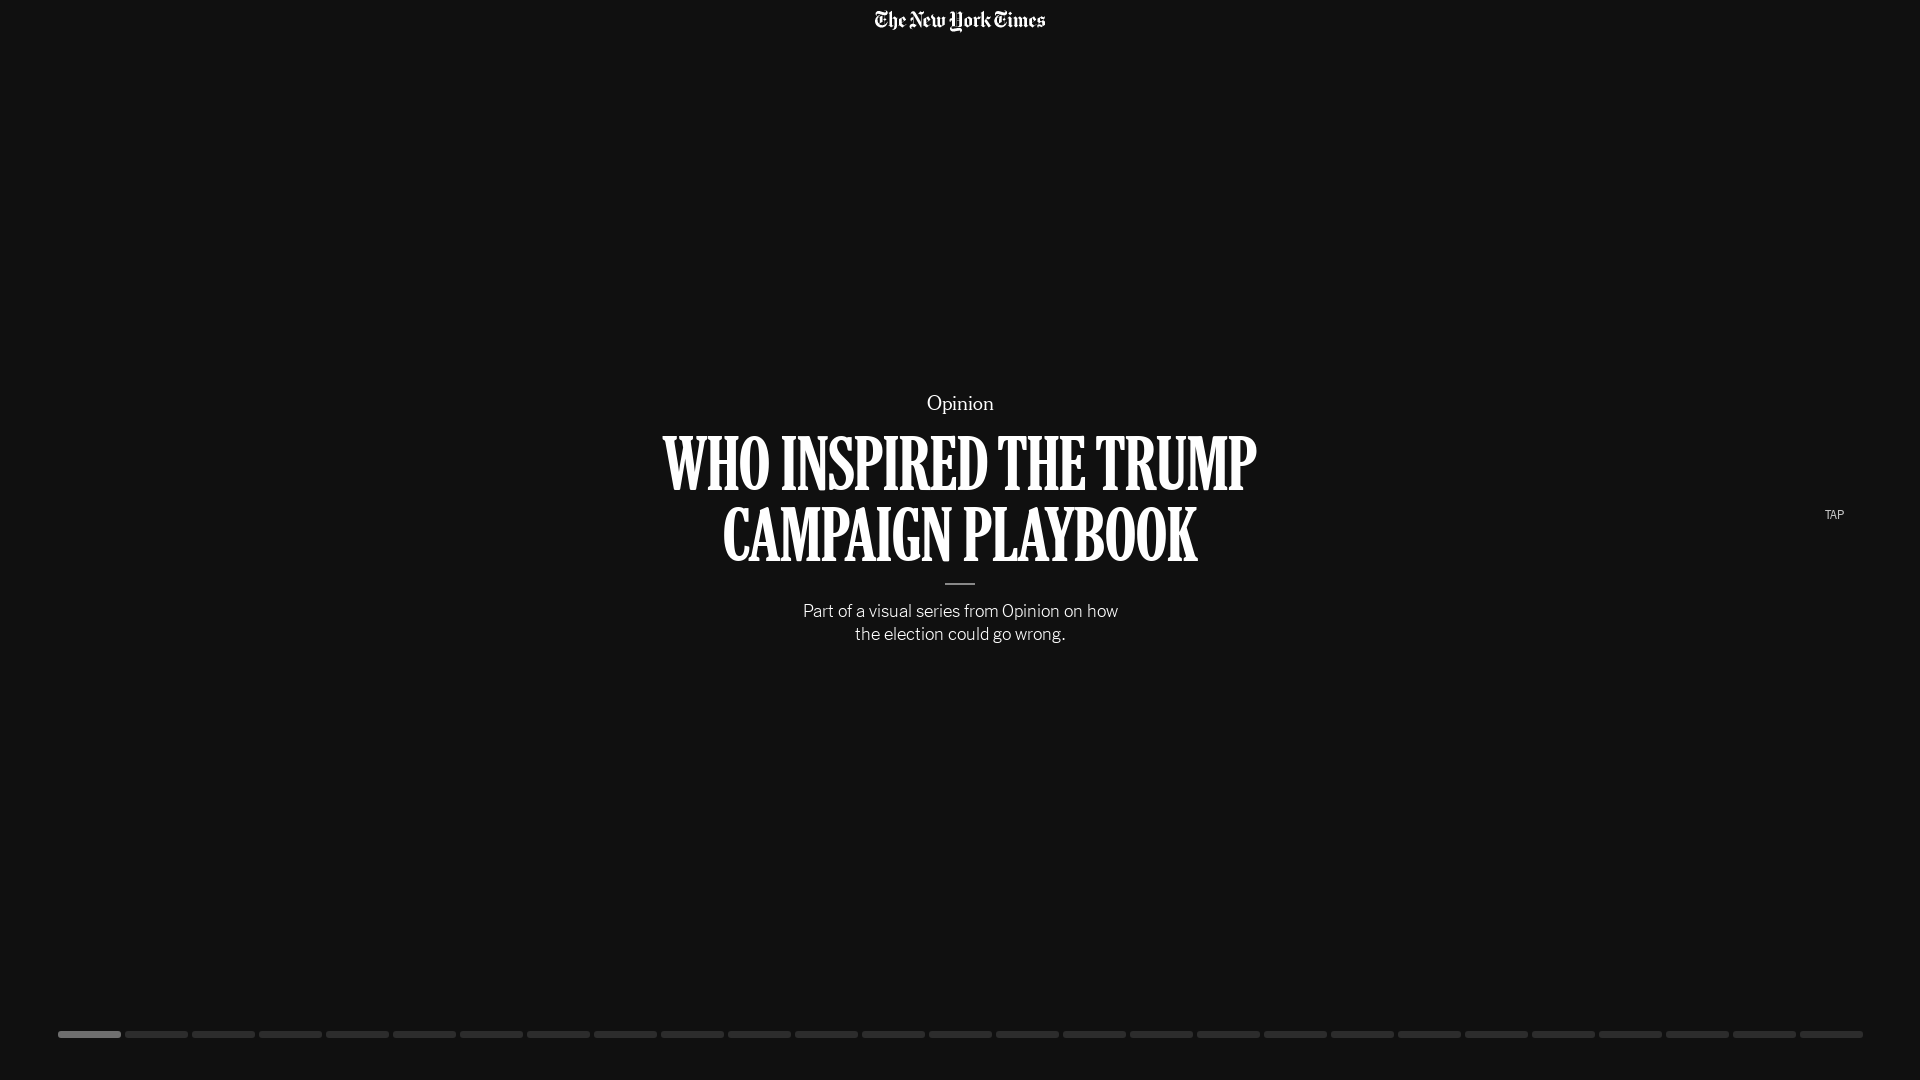 The New York Times
Opinion
WHO INSPIRED THE TRUMP
CAMPAIGN PLAYBOOK
Part of a visual series from Opinion on how
the election could go wrong.
TAP